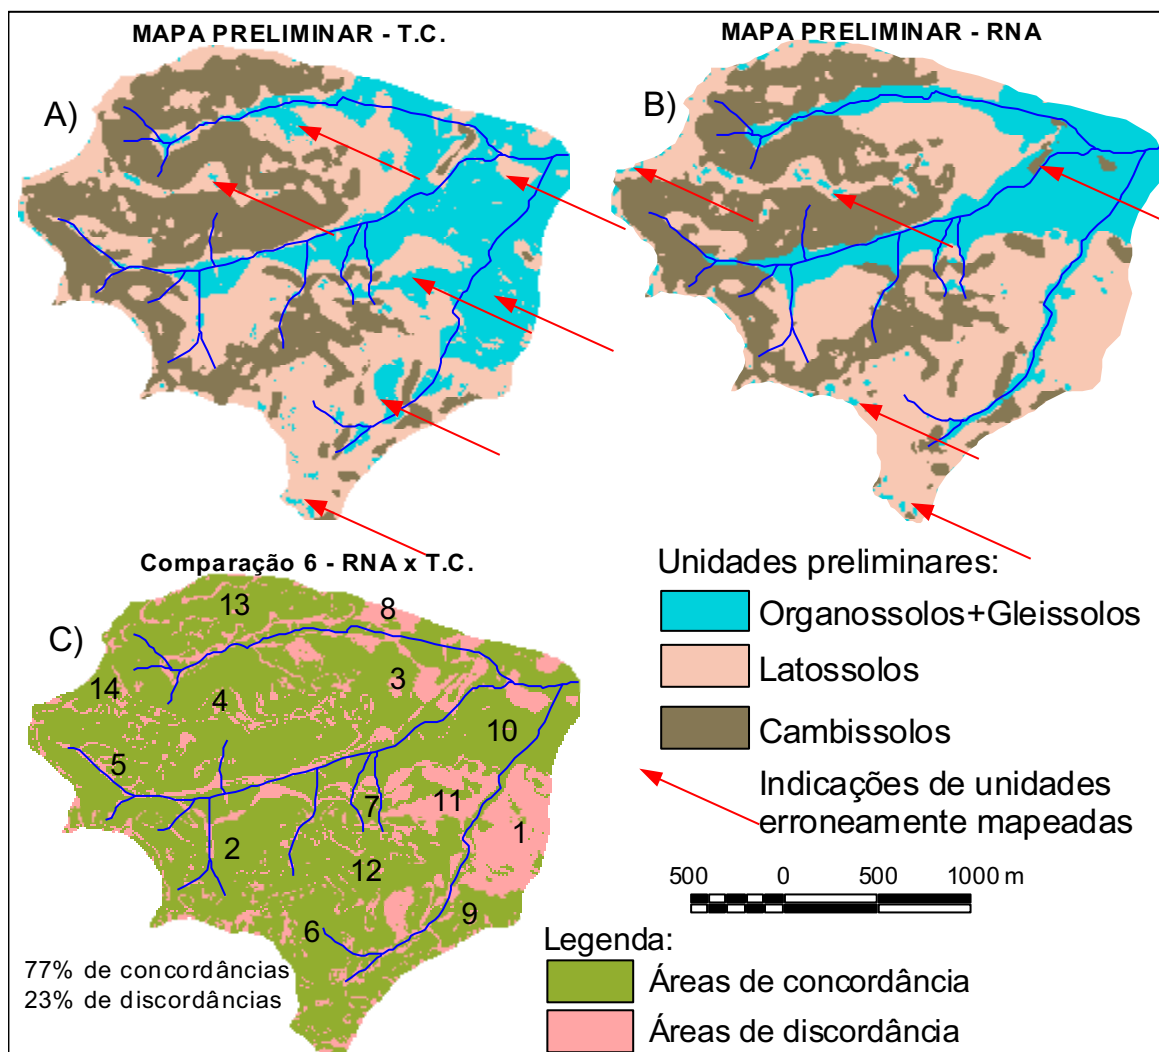 MAPA PRELIMINAR - T.C.
MAPA PRELIMINAR - RNA
A)
B)
Comparação 6 - RNA x T.C.
C)
13
8
14
4
3
5
10
7
11
1
2
12
9
6
77% de concordâncias
23% de discordâncias
Unidades preliminares:
Organossolos+Gleissolos
Latossolos
Cambissolos
Indicações de unidades
erroneamente mapeadas
500 0 500 1000 m
Legenda:
Áreas de concordância
Áreas de discordância